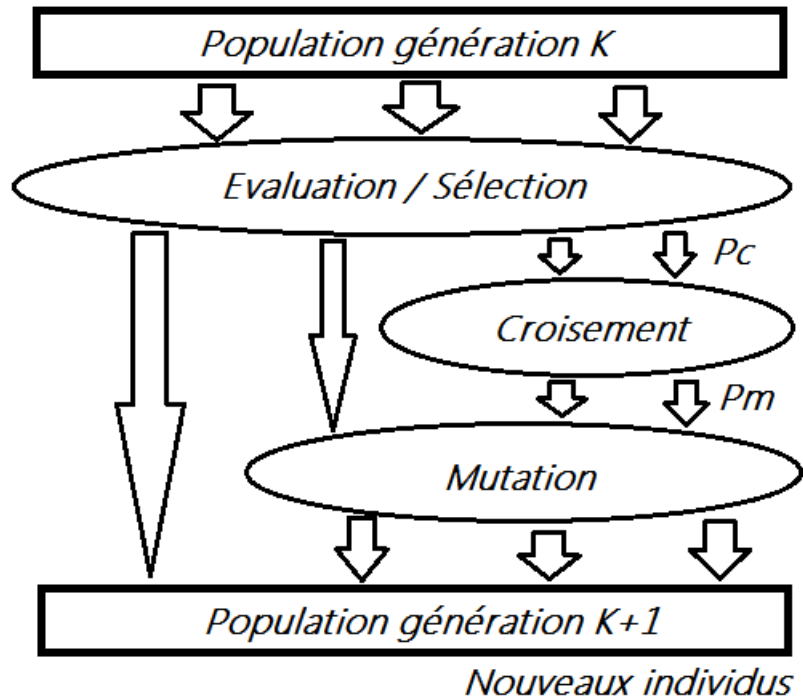 Population génération K
Evaluation / Sélection
Pc
Croisement
Pm
Mutation
Population génération K+1
Nouveaux individus